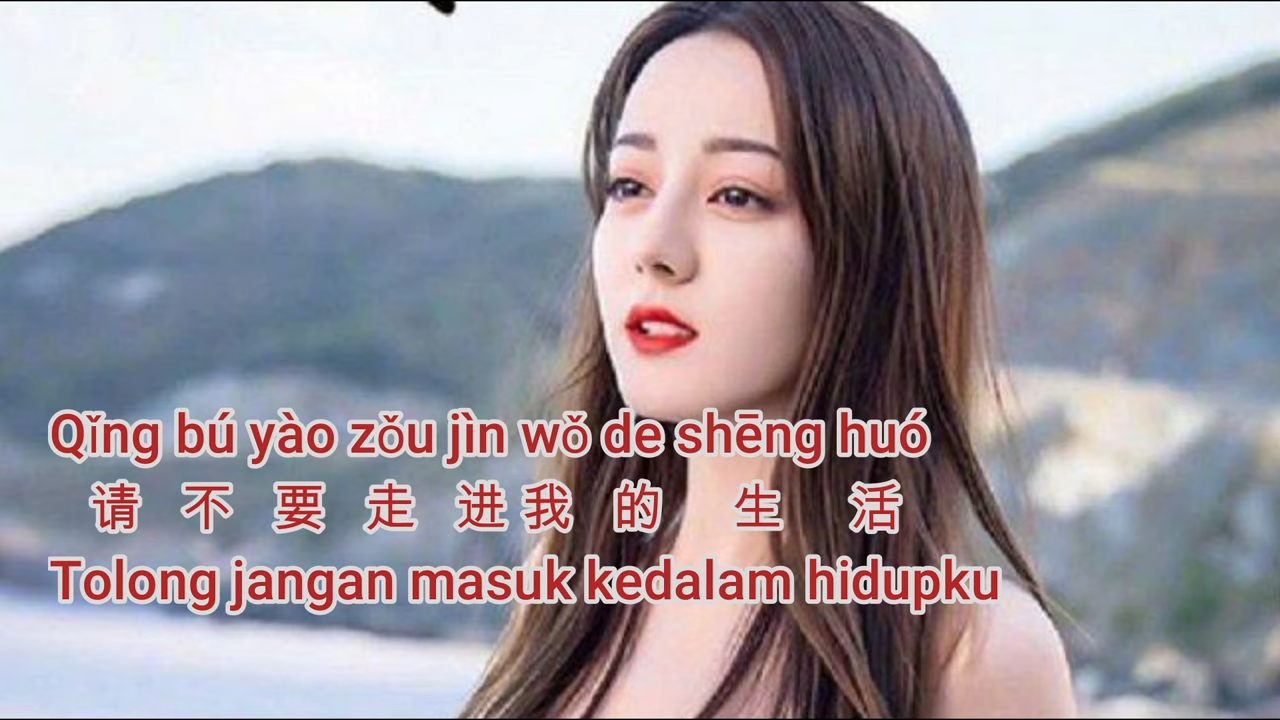 Qǐng bú yào zǒu jìn wǒ de shēng huó
请 不 要 走 进 我 的 生 活
Tolong jangan masuk kedalam hidupku